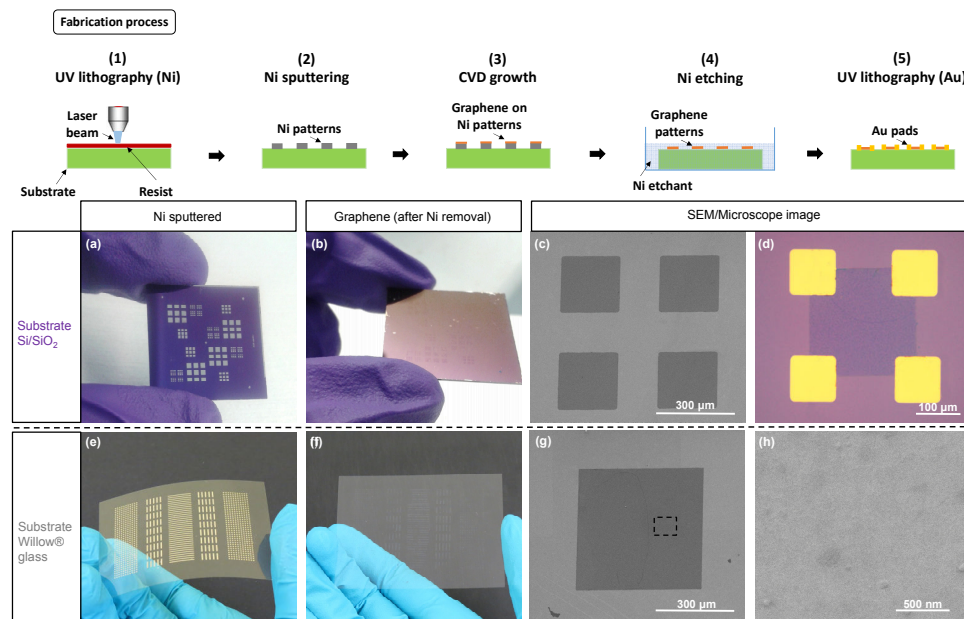 Fabrication process
(1)
UV lithography (Ni)
(2)
Ni sputtering
(3)
CVD growth
(4)
Ni etching
(5)
UV lithography (Au)
Laser
beam
Substrate
Resist
Ni patterns
Graphene on
Ni patterns
Graphene
patterns
Ni etchant
Au pads
Ni sputtered
Graphene (after Ni removal)
SEM/Microscope image
Substrate
Si/SiO₂
(a)
(b)
(c)
300 µm
(d)
100 µm
Substrate
Willow®
glass
(e)
(f)
(g)
300 µm
(h)
500 nm